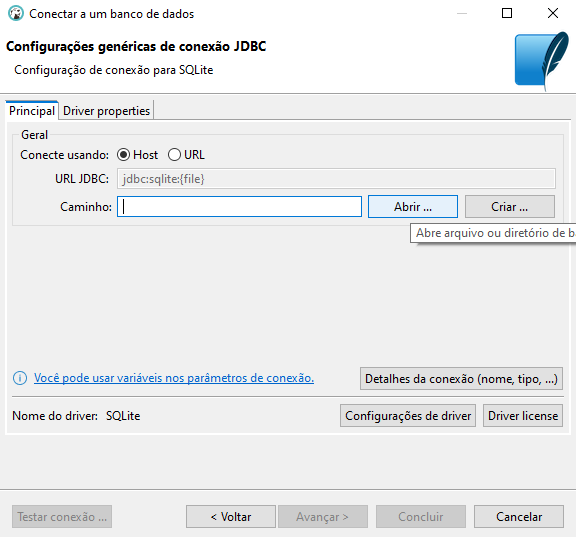 Conectar a um banco de dados
Configurações genéricas de conexão JDBC
Configuração de conexão para SQLite
Principal Driver properties
Geral
Conecte usando: Host URL
URL JDBC: jdbc:sqlite:{file}
Caminho: Abrir ... Criar ...
Abre arquivo ou diretório de ba
Você pode usar variáveis nos parâmetros de conexão. Detalhes da conexão (nome, tipo, ...)
Nome do driver: SQLite Configurações de driver Driver license
Testar conexão ... < Voltar Avançar > Concluir Cancelar